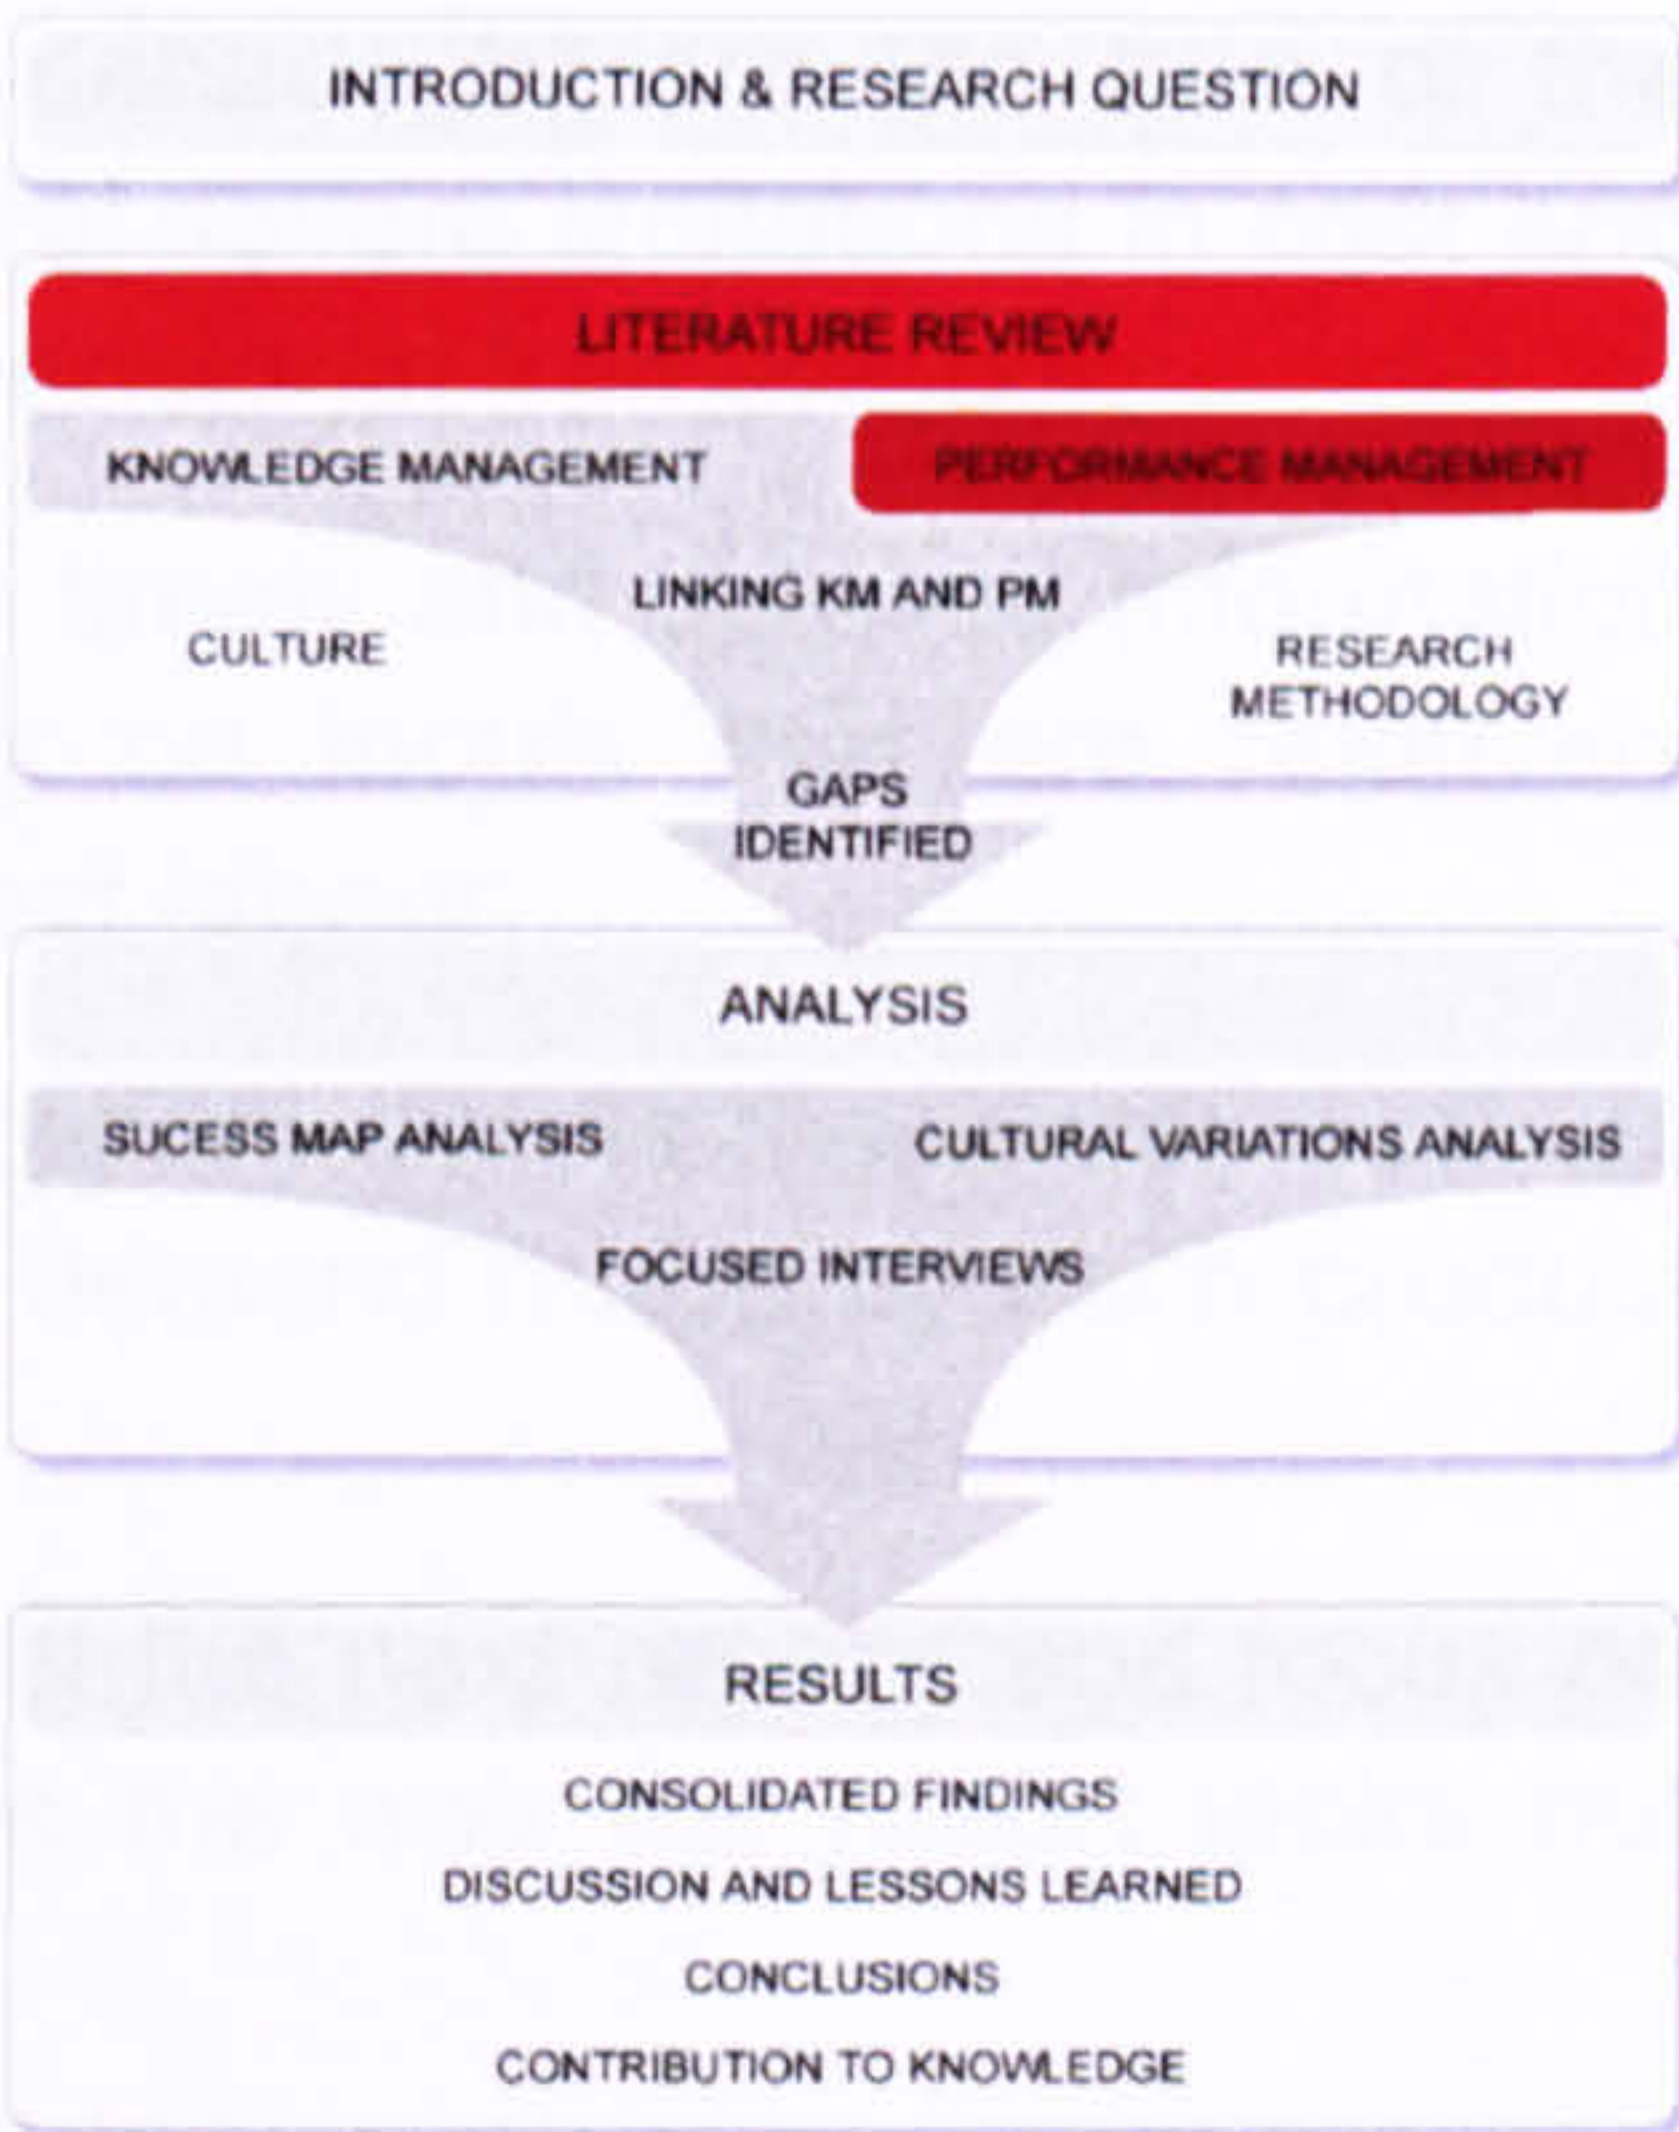 INTRODUCTION & RESEARCH QUESTION
LITERATURE REVIEW
KNOWLEDGE MANAGEMENT
PERFORMANCE MANAGEMENT
LINKING KM AND PM
CULTURE
RESEARCH
METHODOLOGY
GAPS
IDENTIFIED
ANALYSIS
SUCESS MAP ANALYSIS
CULTURAL VARIATIONS ANALYSIS
FOCUSED INTERVIEWS
RESULTS
CONSOLIDATED FINDINGS
DISCUSSION AND LESSONS LEARNED
CONCLUSIONS
CONTRIBUTION TO KNOWLEDGE